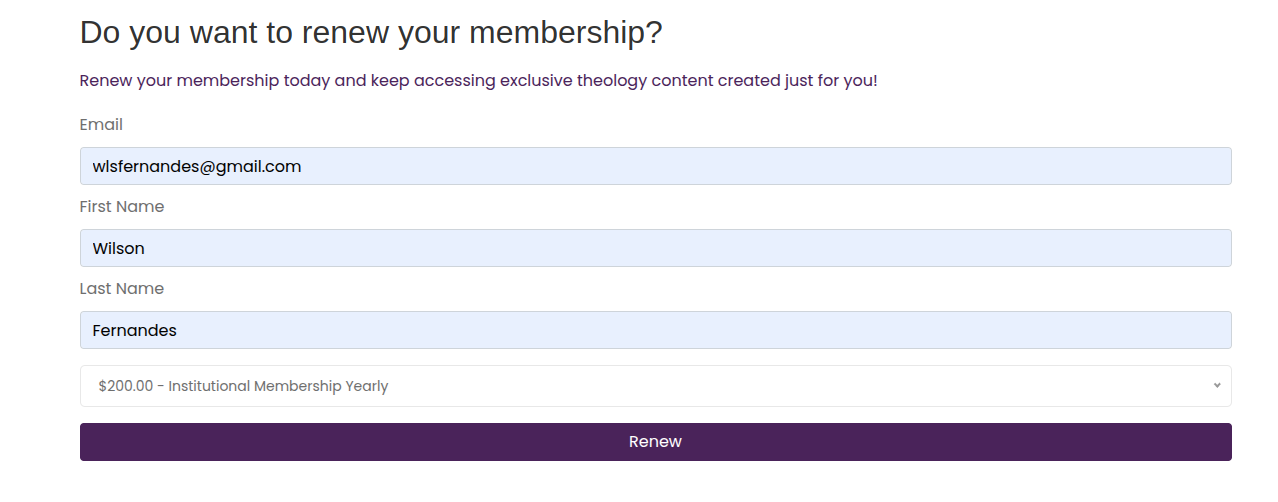 Do you want to renew your membership?
Renew your membership today and keep accessing exclusive theology content created just for you!
Email
wlsfernandes@gmail.com
First Name
Wilson
Last Name
Fernandes
$200.00 - Institutional Membership Yearly
Renew